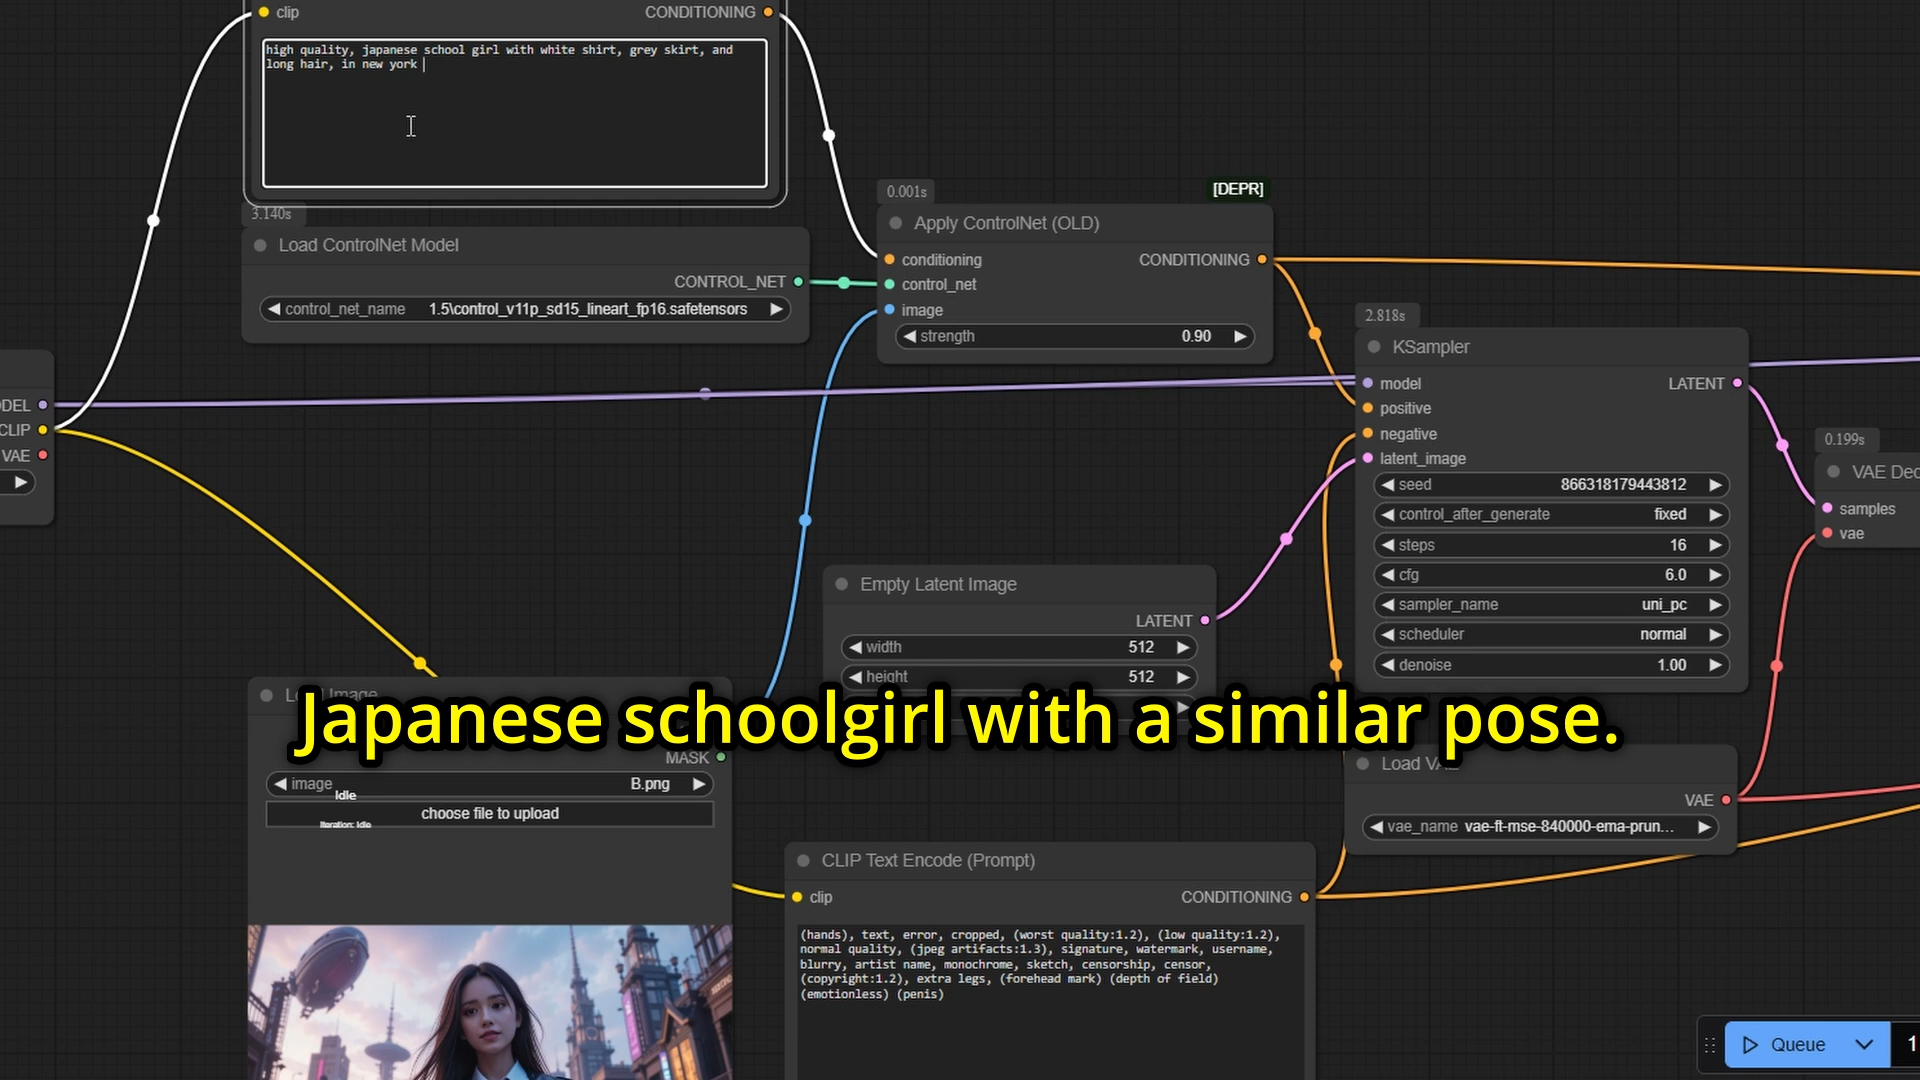 clip
CONDITIONING
high quality, japanese school girl with white shirt, grey skirt, and
long hair, in new york
3.140s
Load ControlNet Model
CONTROL_NET
control_net_name 1.5\control_v11p_sd15_lineart_fp16.safetensors
0.001s
[DEPR]
Apply ControlNet (OLD)
conditioning
CONDITIONING
control_net
image
strength 0.90
2.818s
KSampler
model
LATENT
positive
negative
latent_image
seed 866318179443812
control_after_generate fixed
steps 16
cfg 6.0
sampler_name uni_pc
scheduler normal
denoise 1.00
ODEL
CLIP
VAE
0.199s
VAE Dec
samples
vae
Empty Latent Image
LATENT
width 512
height 512
Load Image
Japanese schoolgirl with a similar pose.
MASK
image B.png
Idle
choose file to upload
Iteration: Idle
Load VAE
VAE
vae_name vae-ft-mse-840000-ema-prun...
CLIP Text Encode (Prompt)
clip
CONDITIONING
(hands), text, error, cropped, (worst quality:1.2), (low quality:1.2),
normal quality, (jpeg artifacts:1.3), signature, watermark, username,
blurry, artist name, monochrome, sketch, censorship, censor,
(copyright:1.2), extra legs, (forehead mark) (depth of field)
(emotionless) (penis)
Queue
1